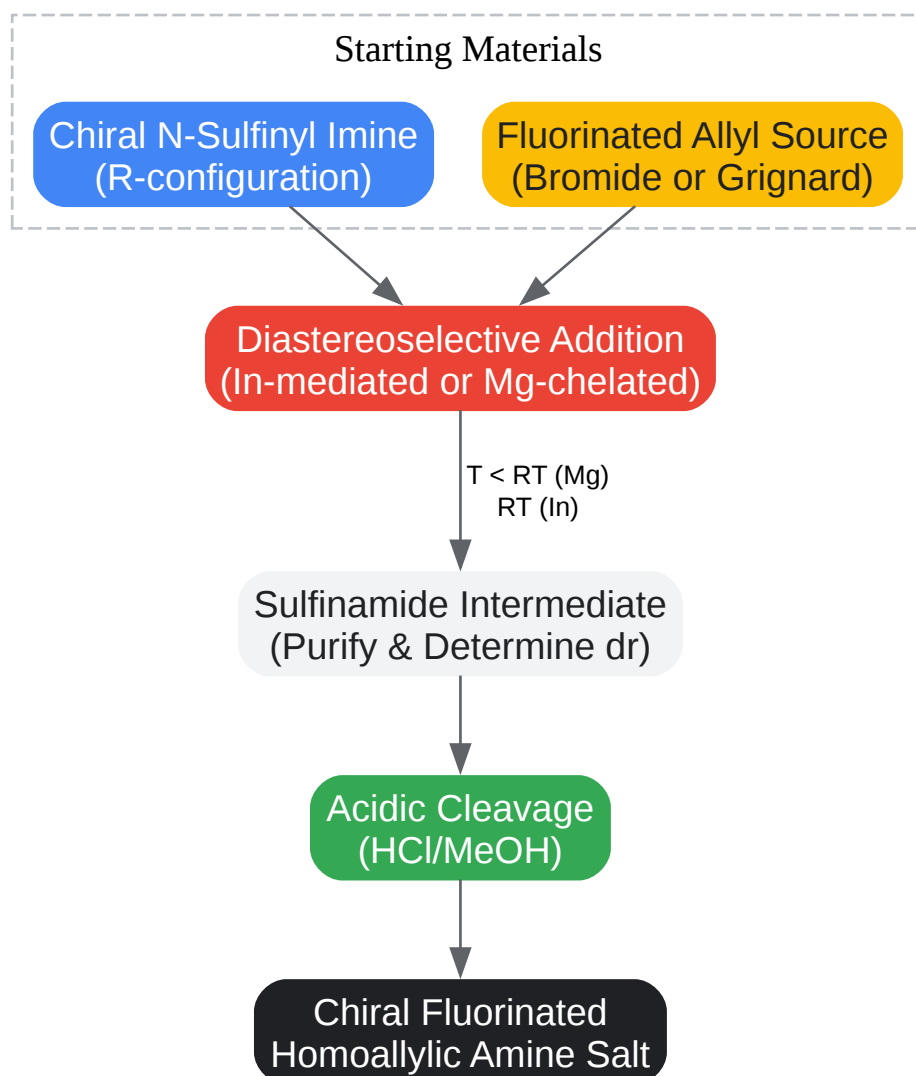 Starting Materials
Chiral N-Sulfinyl Imine
(R-configuration)
Fluorinated Allyl Source
(Bromide or Grignard)
Diastereoselective Addition
(In-mediated or Mg-chelated)
T < RT (Mg)
RT (In)
Sulfinamide Intermediate
(Purify & Determine dr)
Acidic Cleavage
(HCl/MeOH)
Chiral Fluorinated
Homoallylic Amine Salt